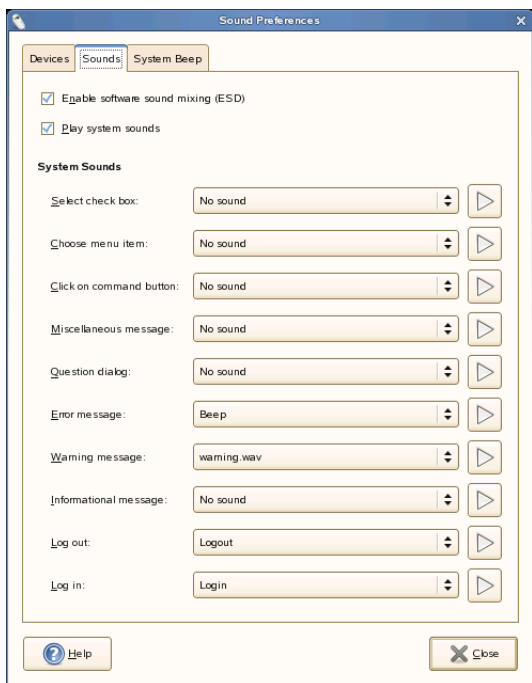 Sound Preferences
Devices Sounds System Beep
Enable software sound mixing (ESD)
Play system sounds
System Sounds
Select check box: No sound
Choose menu item: No sound
Click on command button: No sound
Miscellaneous message: No sound
Question dialog: No sound
Error message: Beep
Warning message: warning.wav
Informational message: No sound
Log out: Logout
Log in: Login
Help Close